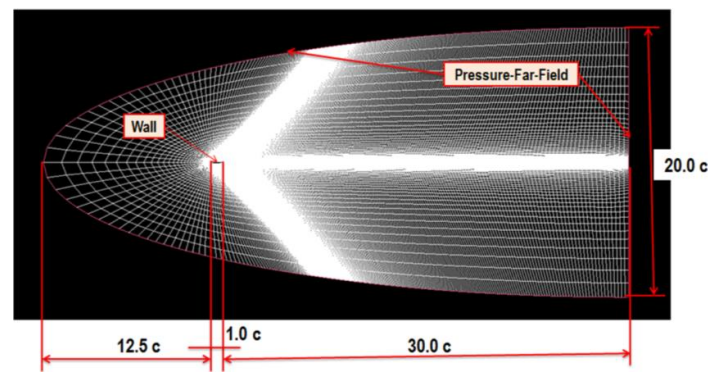 Pressure-Far-Field
Wall
20.0 c
1.0 c
12.5 c
30.0 c